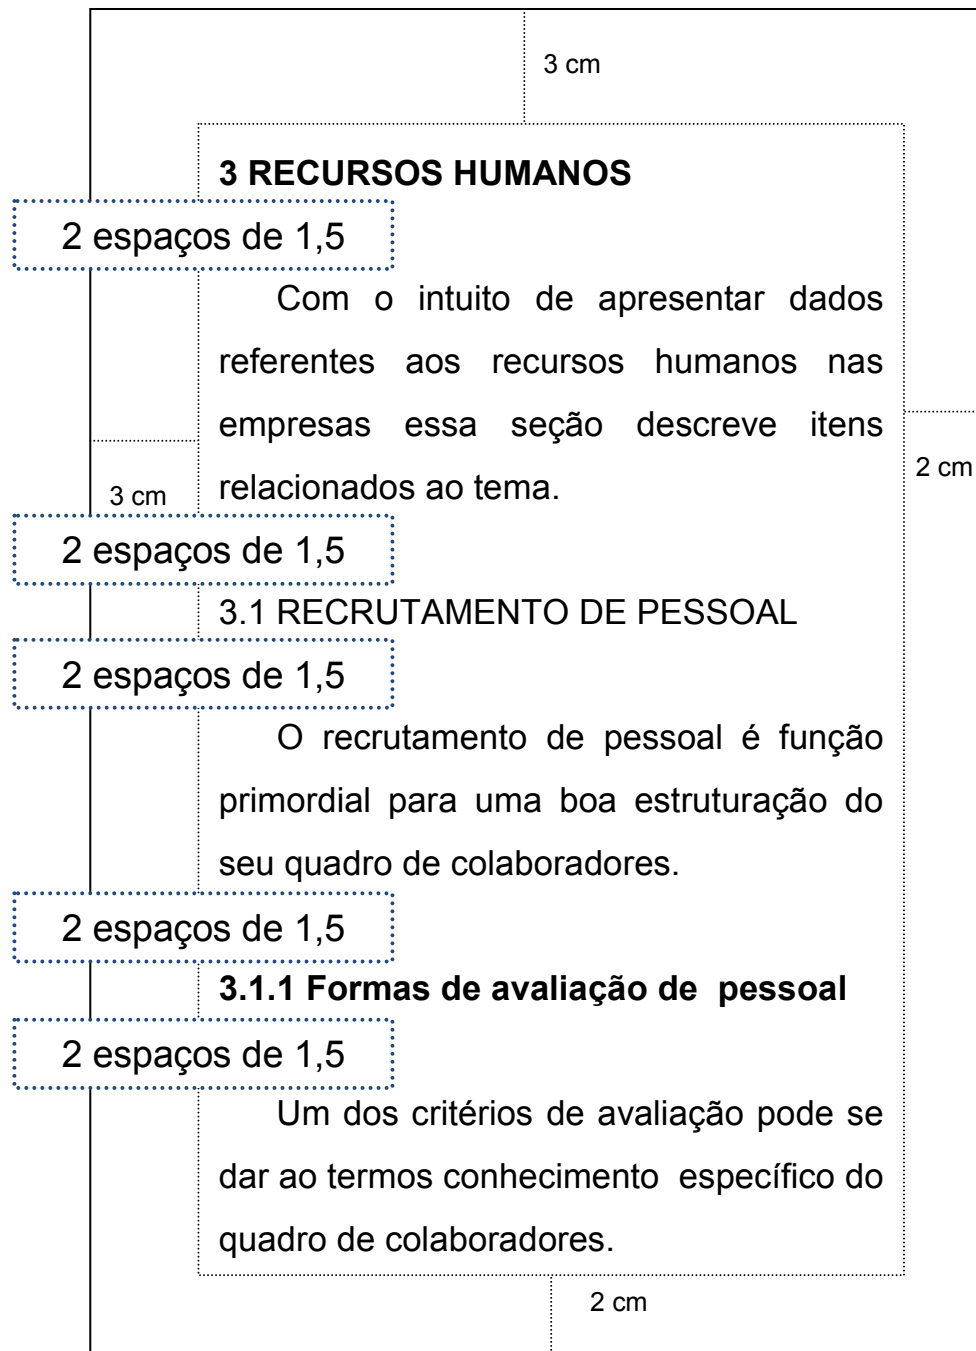 3 cm
3 RECURSOS HUMANOS
2 espaços de 1,5
Com o intuito de apresentar dados
referentes aos recursos humanos nas
empresas essa seção descreve itens
relacionados ao tema.
2 cm
3 cm
2 espaços de 1,5
3.1 RECRUTAMENTO DE PESSOAL
2 espaços de 1,5
O recrutamento de pessoal é função
primordial para uma boa estruturação do
seu quadro de colaboradores.
2 espaços de 1,5
3.1.1 Formas de avaliação de  pessoal
2 espaços de 1,5
Um dos critérios de avaliação pode se
dar ao termos conhecimento  específico do
quadro de colaboradores.
2 cm